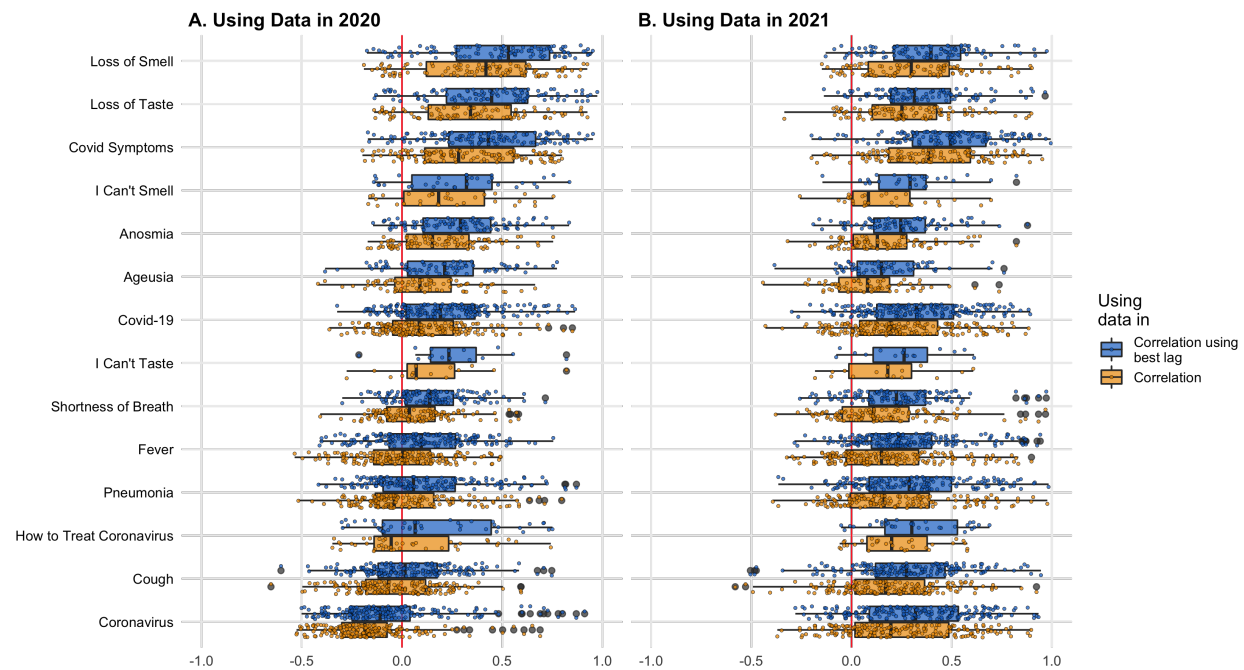 A. Using Data in 2020
B. Using Data in 2021
Loss of Smell
Loss of Taste
Covid Symptoms
I Can't Smell
Anosmia
Ageusia
Covid-19
I Can't Taste
Shortness of Breath
Fever
Pneumonia
How to Treat Coronavirus
Cough
Coronavirus
-1.0 -0.5 0.0 0.5 1.0
-1.0 -0.5 0.0 0.5 1.0
Using
data in
Correlation using
best lag
Correlation